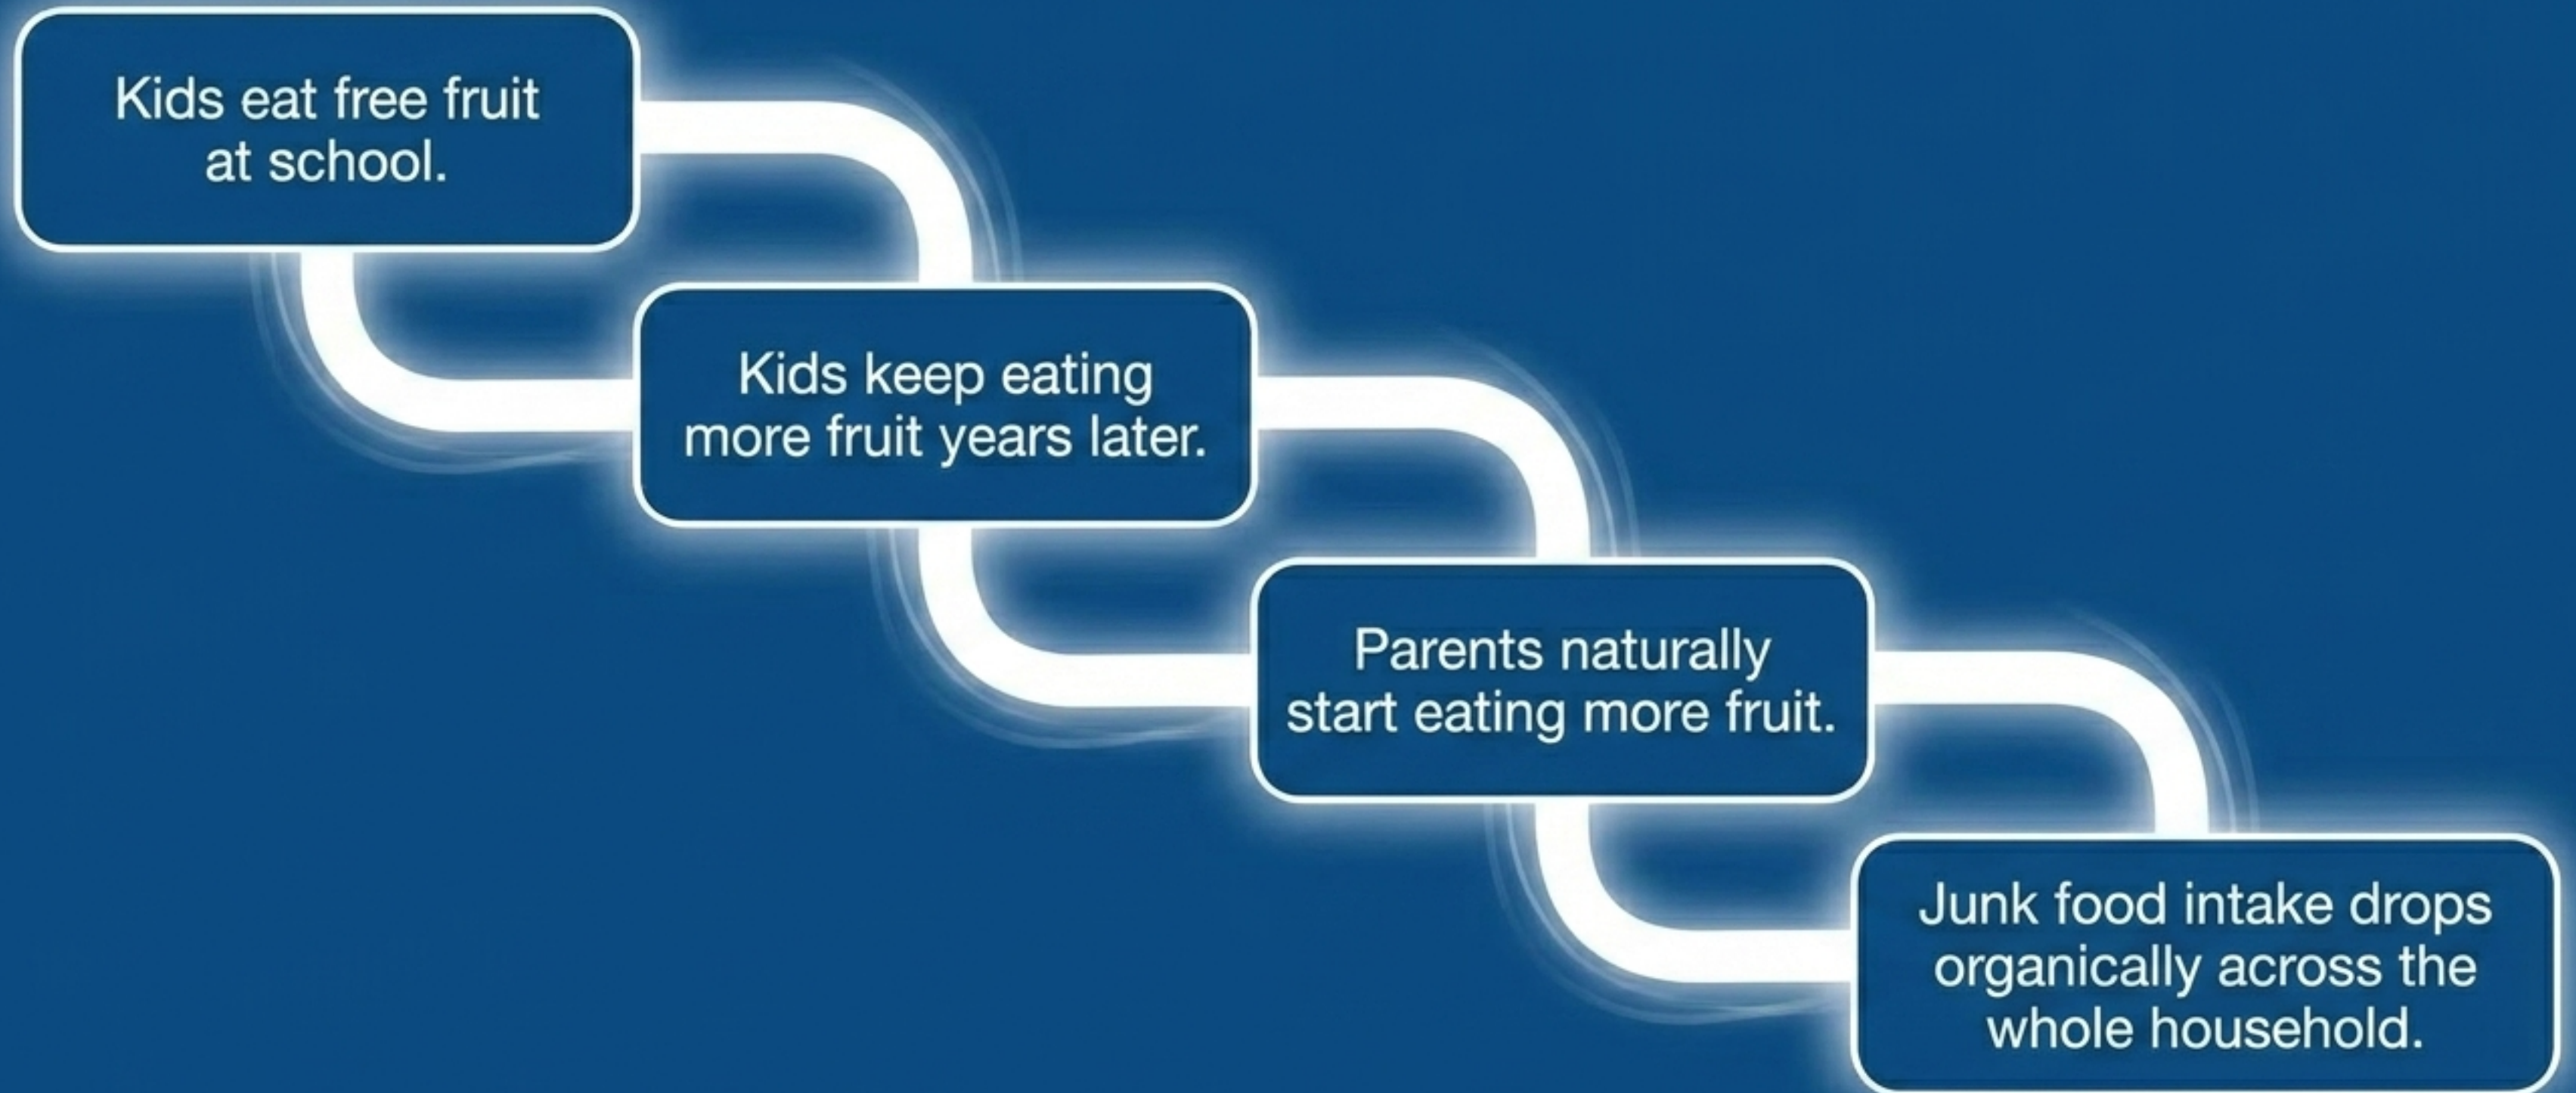 Kids eat free fruit
at school.
Kids keep eating
more fruit years later.
Parents naturally
start eating more fruit.
Junk food intake drops
organically across the
whole household.